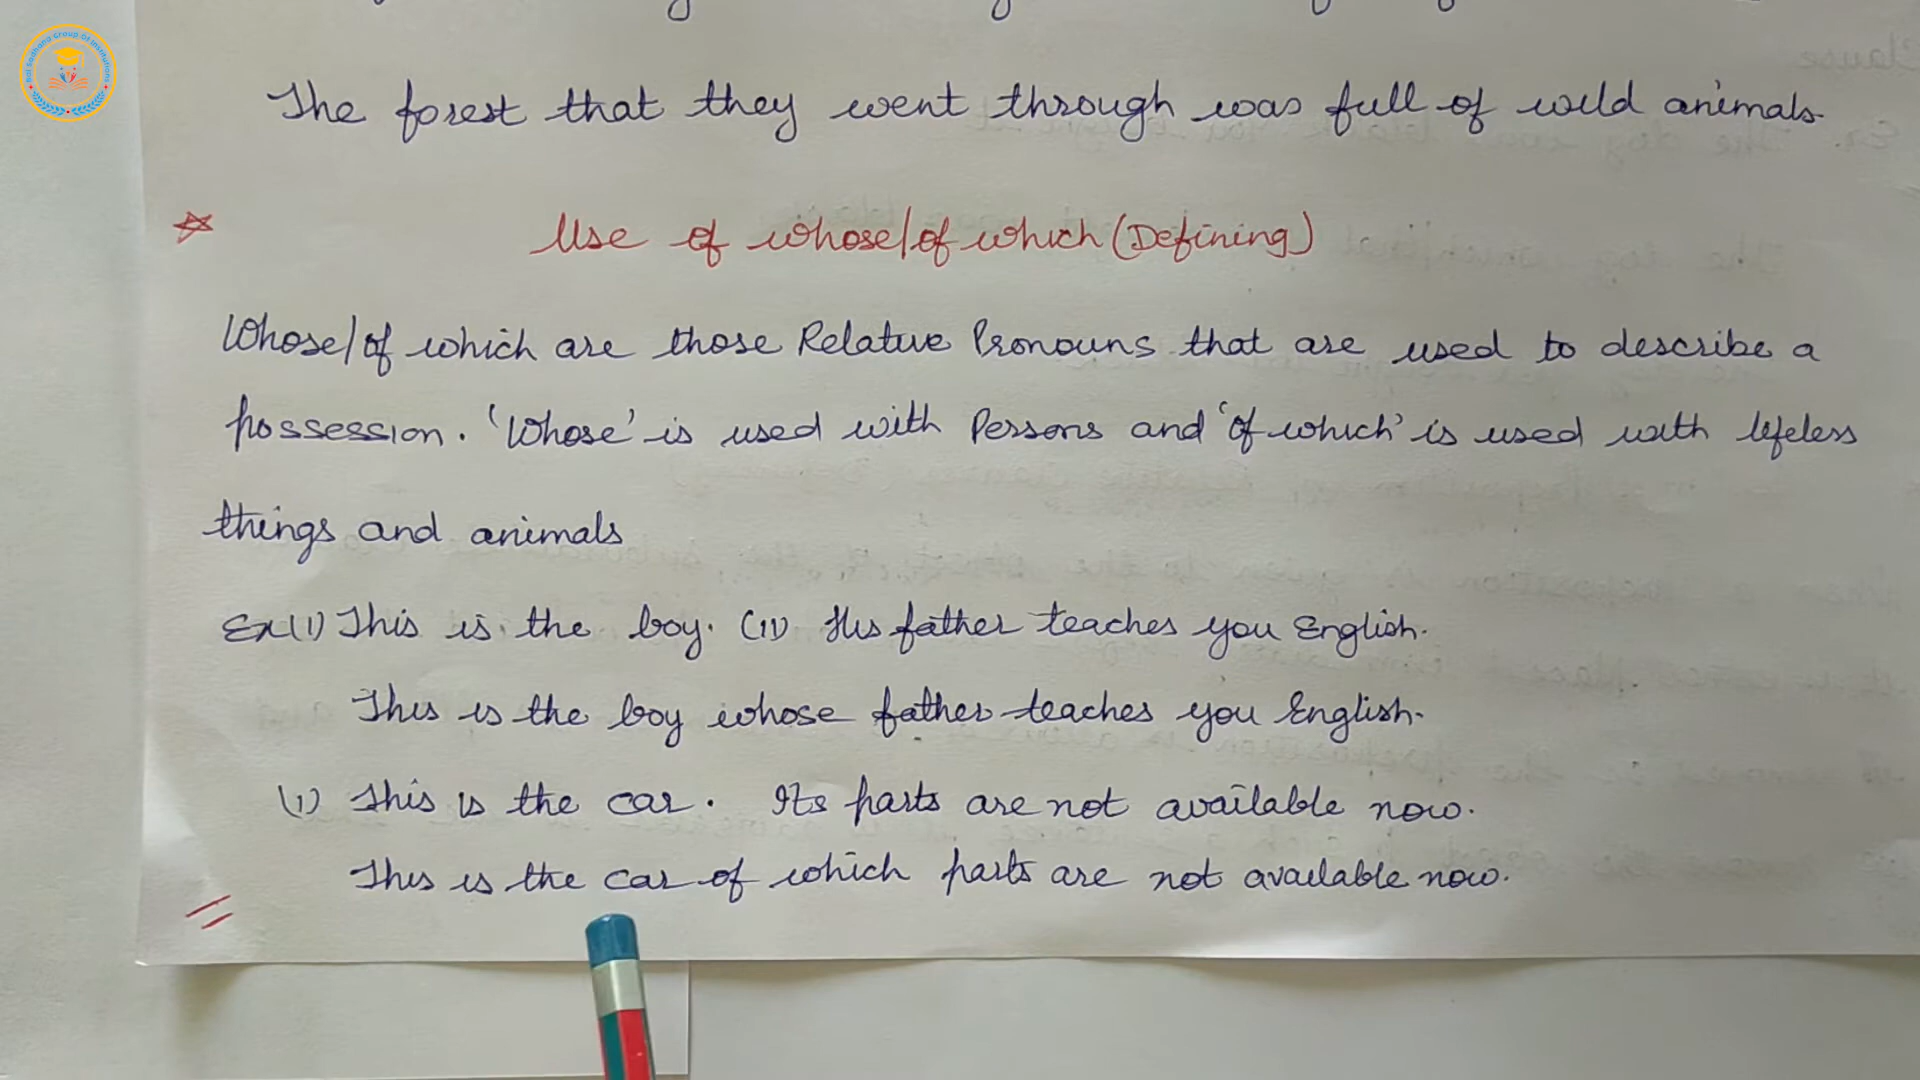 The forest that they went through was full of wild animals.
Use of whose/of which (Defining)
Whose/of which are those Relative Pronouns that are used to describe a
possession. 'Whose' is used with Persons and 'of which' is used with lifeless
things and animals
Ex (i) This is the boy. (ii) His father teaches you English.
This is the boy whose father teaches you English.
(i) This is the car. Its parts are not available now.
This is the car of which parts are not available now.